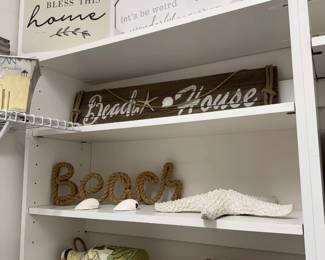 BLESS THIS
home
let's be weird
Beach House
Beach